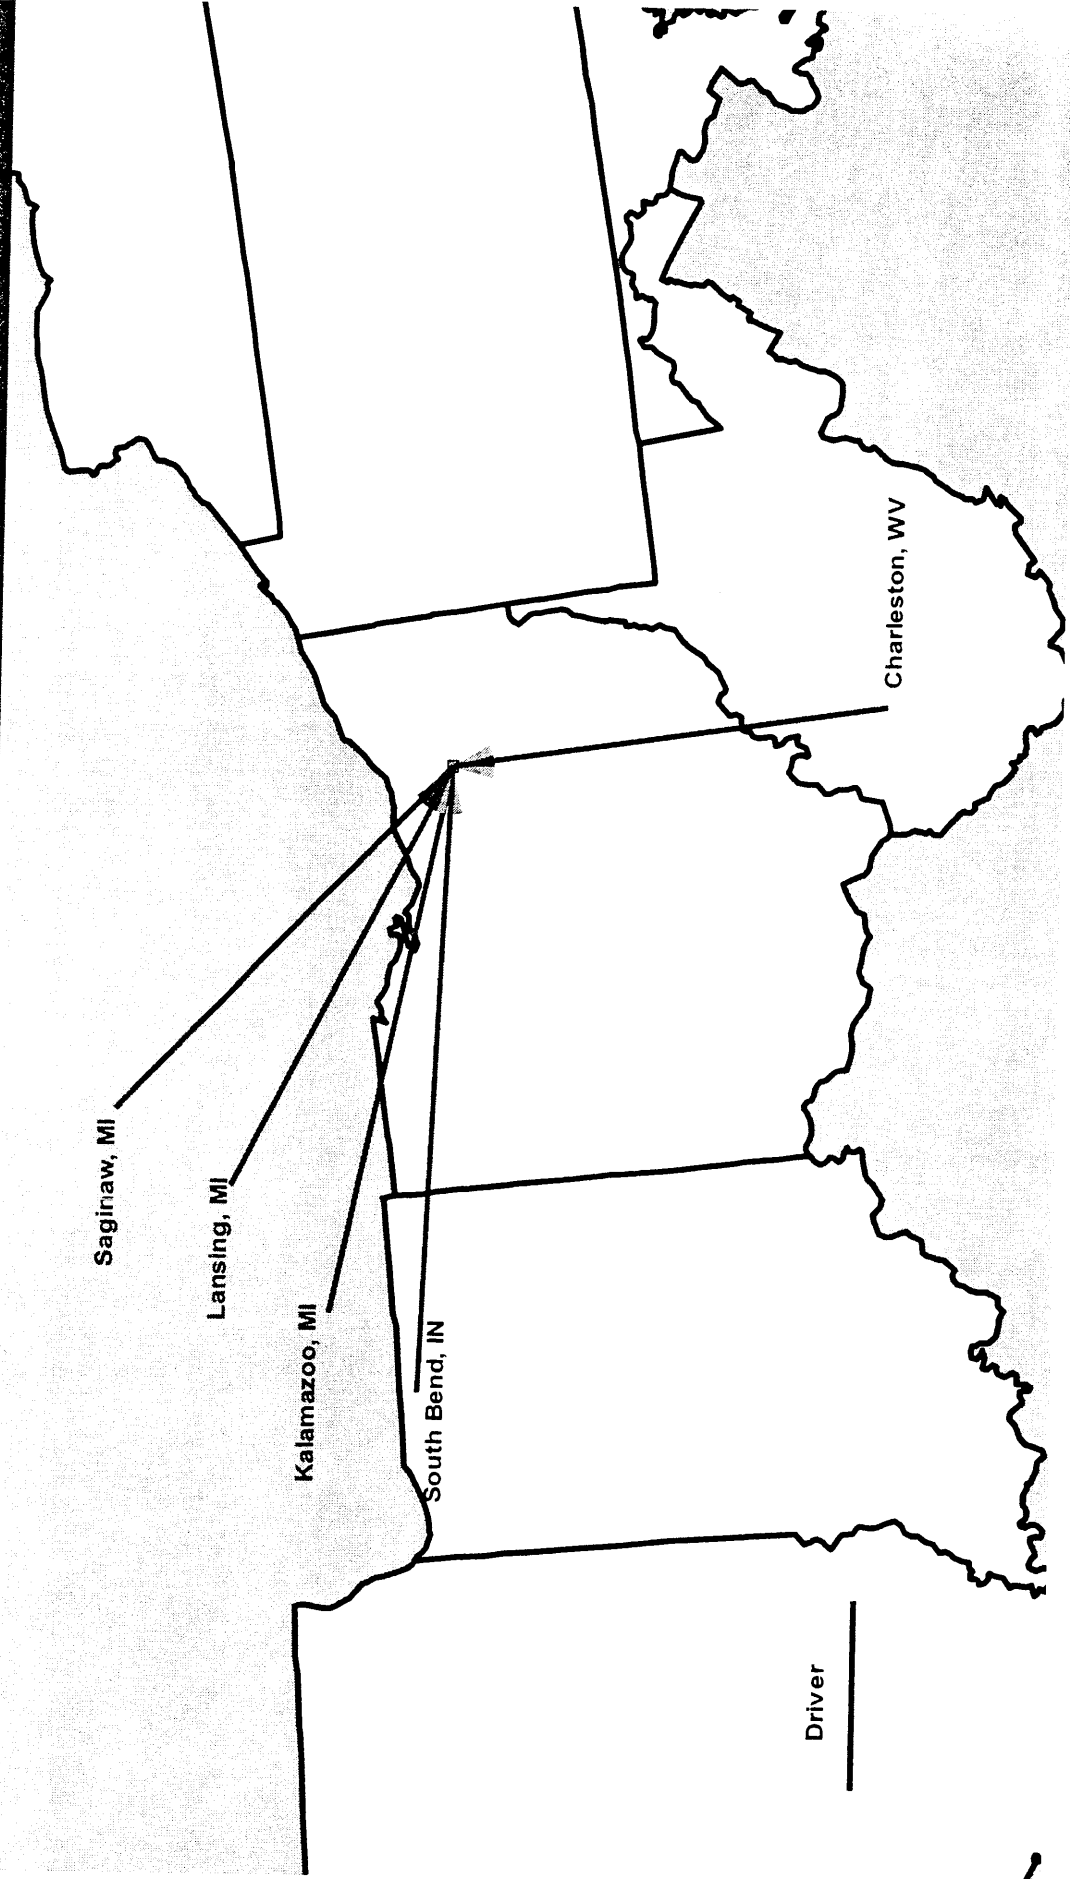 Saginaw, MI
Lansing, MI
Kalamazoo, MI
South Bend, IN
Charleston, WV
Driver